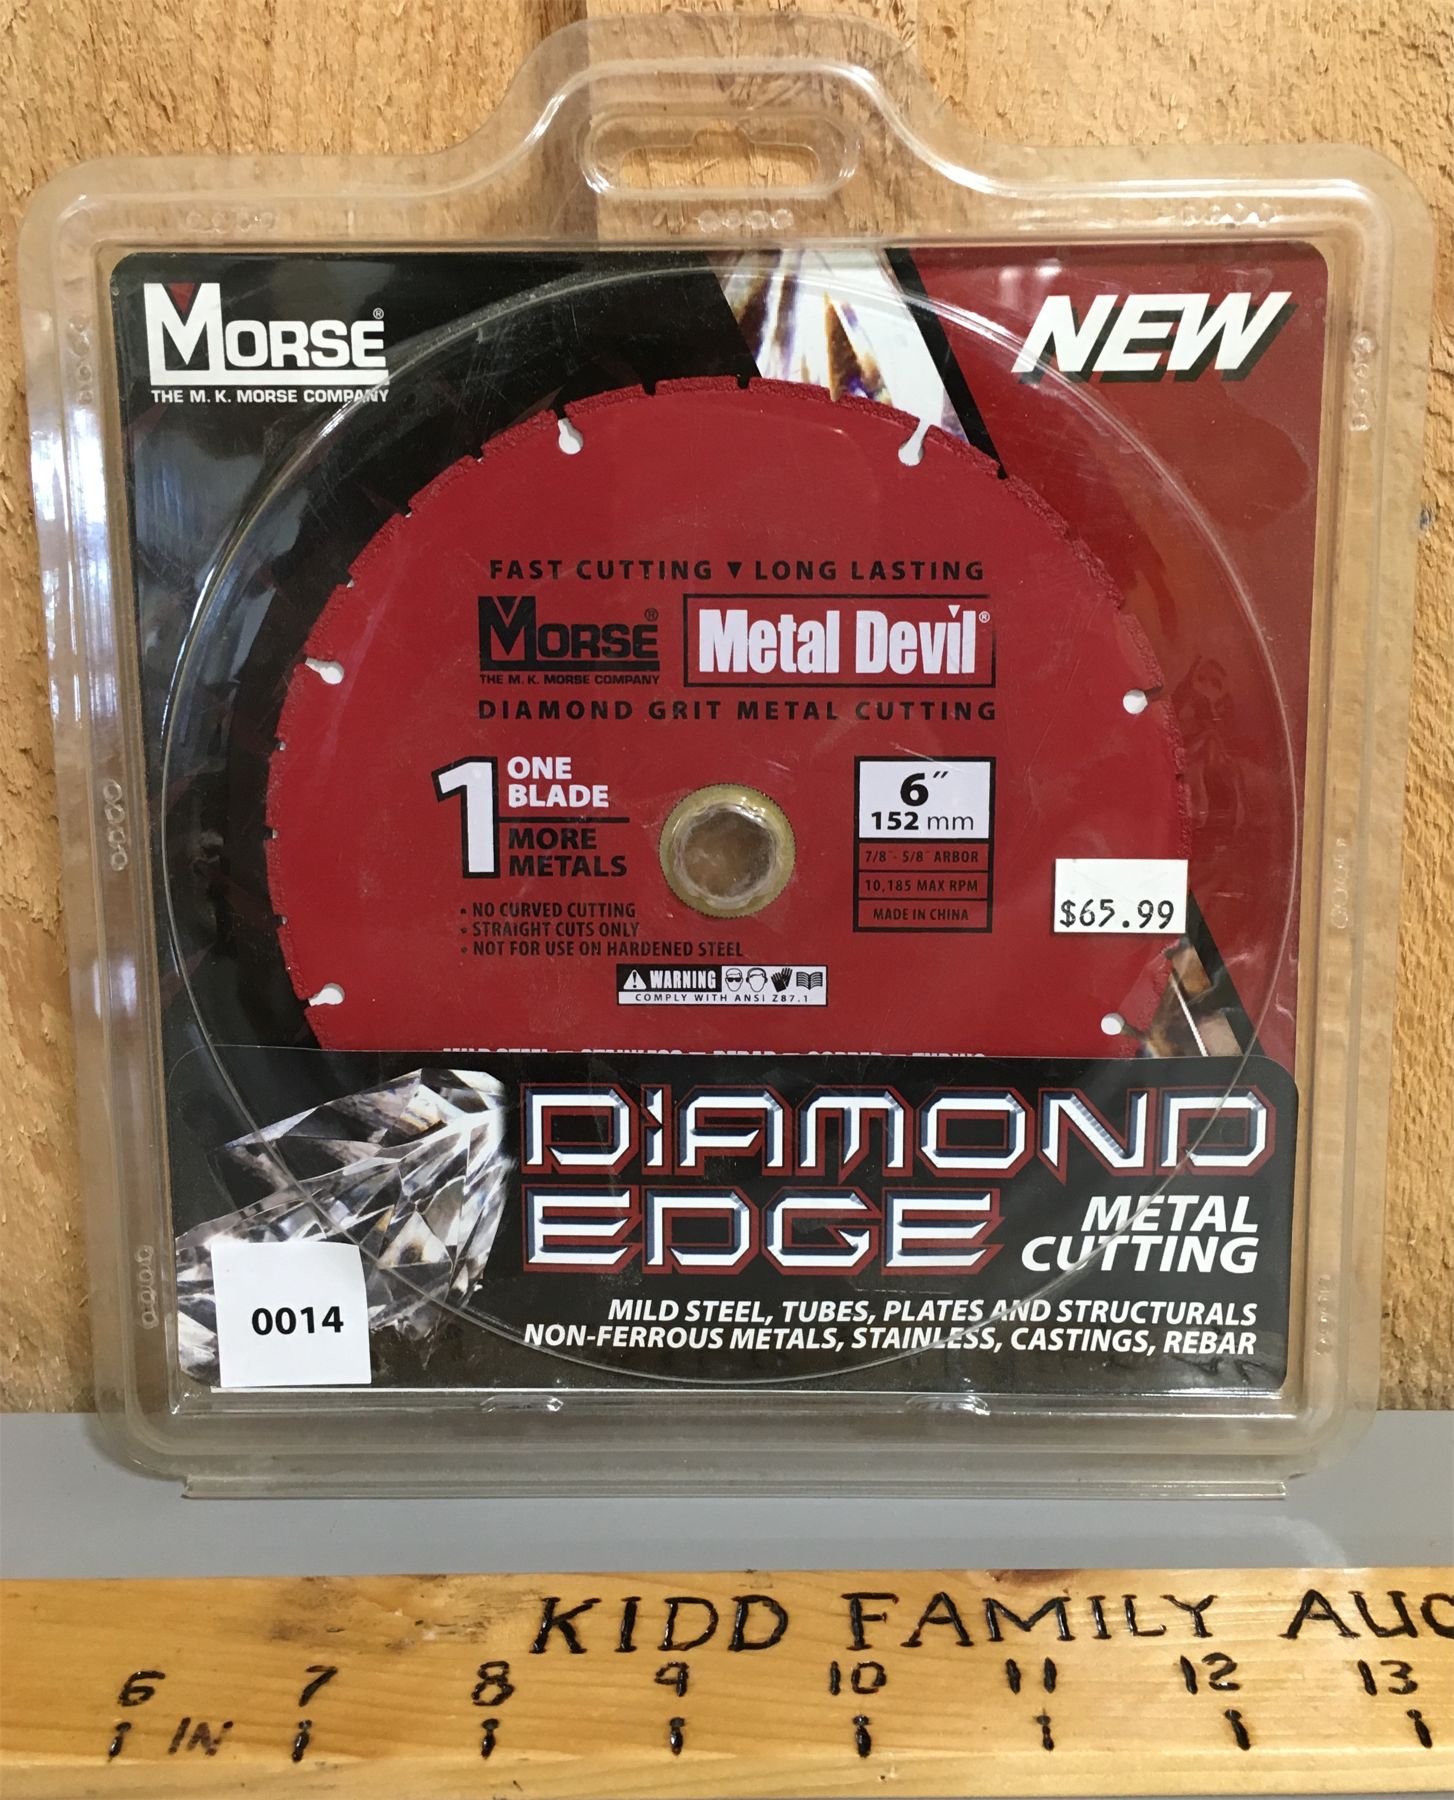 MORSE®
THE M. K. MORSE COMPANY
NEW
FAST CUTTING ▼ LONG LASTING
MORSE®
THE M. K. MORSE COMPANY
Metal Devil®
DIAMOND GRIT METAL CUTTING
1 ONE
BLADE
MORE
METALS
6"
152 mm
7/8" - 5/8" ARBOR
10,185 MAX RPM
MADE IN CHINA
$65.99
• NO CURVED CUTTING
• STRAIGHT CUTS ONLY
• NOT FOR USE ON HARDENED STEEL
WARNING
COMPLY WITH ANSI Z87.1
DIAMOND
EDGE
METAL
CUTTING
0014
MILD STEEL, TUBES, PLATES AND STRUCTURALS
NON-FERROUS METALS, STAINLESS, CASTINGS, REBAR
KIDD FAMILY AUC
6 7 8 9 10 11 12 13
IN